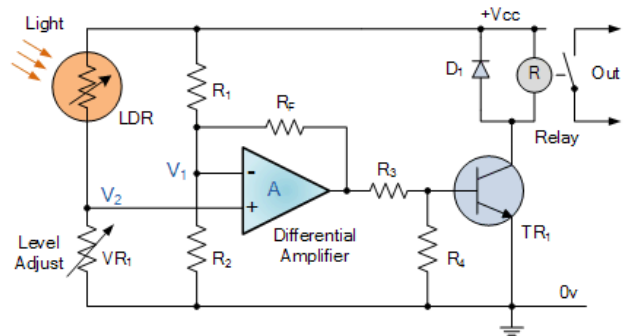 Light
+Vcc
LDR
R1
RF
D1
R
Out
Relay
V1
-
A
R3
V2
+
Level
Adjust
VR1
R2
Differential
Amplifier
R4
TR1
0v